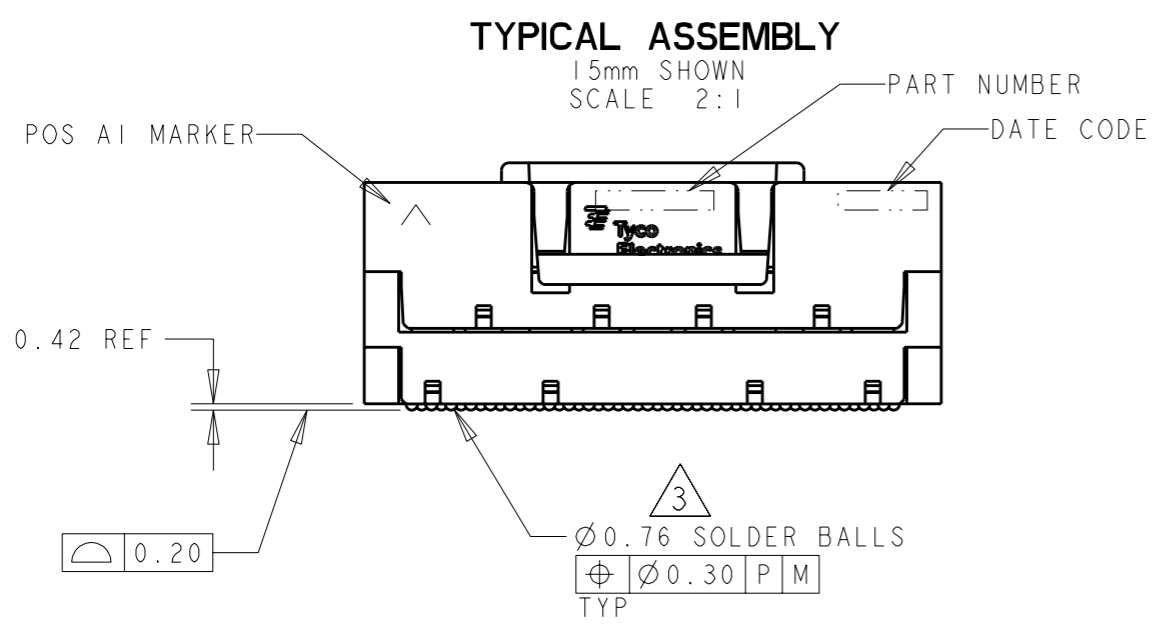 TYPICAL ASSEMBLY
15mm SHOWN
SCALE 2:1
PART NUMBER
POS A1 MARKER
DATE CODE
Tyco
Electronics
0.42 REF
3
Ø0.76 SOLDER BALLS
0.20
⌖ Ø0.30 P M
TYP